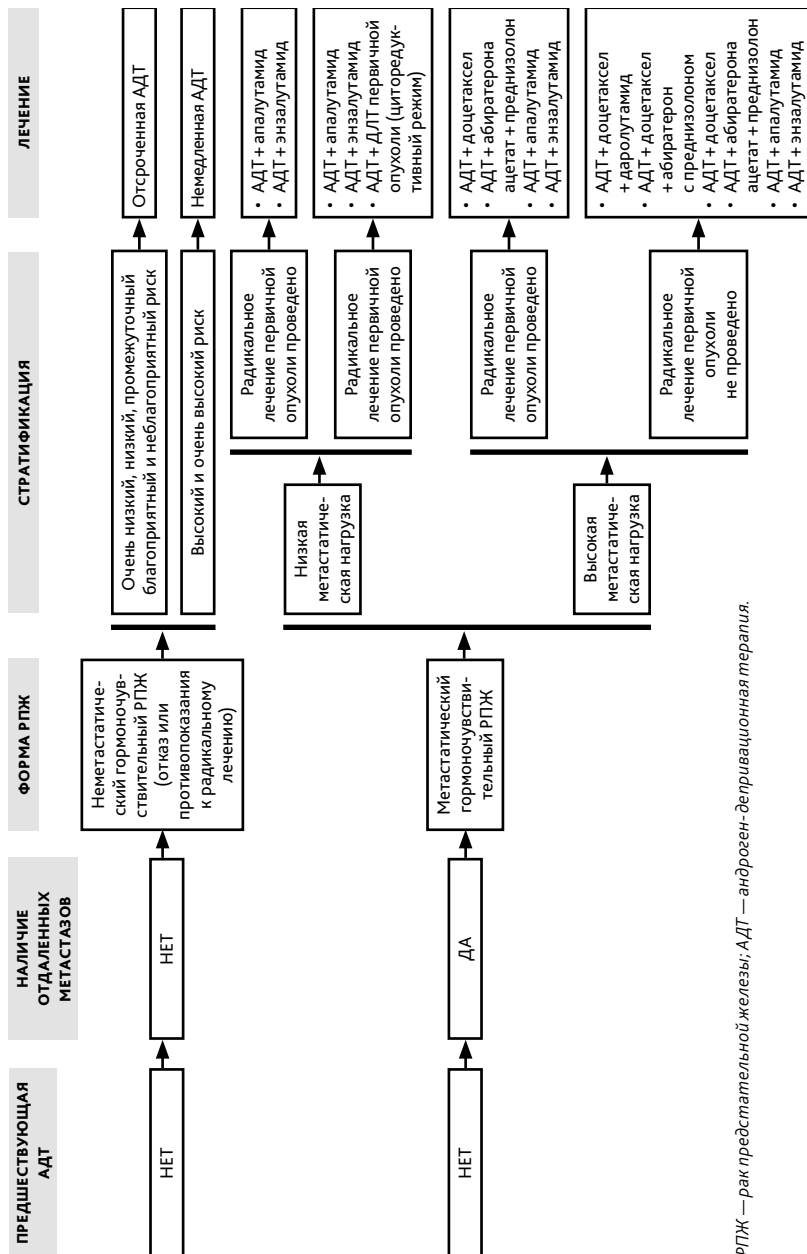 ПРЕДШЕСТВУЮЩАЯ
АДТ
НАЛИЧИЕ
ОТДАЛЕННЫХ
МЕТАСТАЗОВ
ФОРМА РПЖ
СТРАТИФИКАЦИЯ
ЛЕЧЕНИЕ
НЕТ
НЕТ
Неметастатиче-
ский гормоночув-
ствительный РПЖ
(отказ или
противопоказания
к радикальному
лечению)
Очень низкий, низкий, промежуточный
благоприятный и неблагоприятный риск
Отсроченная АДТ
Высокий и очень высокий риск
Немедленная АДТ
НЕТ
ДА
Метастатический
гормоночувстви-
тельный РПЖ
Низкая
метастатиче-
ская нагрузка
Радикальное
лечение первичной
опухоли проведено
• АДТ + апалутамид
• АДТ + энзалутамид
Радикальное
лечение первичной
опухоли проведено
• АДТ + апалутамид
• АДТ + энзалутамид
• АДТ + ДЛТ первичной
опухоли (циторедук-
тивный режим)
Высокая
метастатиче-
ская нагрузка
Радикальное
лечение первичной
опухоли проведено
• АДТ + доцетаксел
• АДТ + абиратерона
ацетат + преднизолон
• АДТ + апалутамид
• АДТ + энзалутамид
Радикальное
лечение первичной
опухоли
не проведено
• АДТ + доцетаксел
+ даролутамид
• АДТ + доцетаксел
+ абиратерон
с преднизолоном
• АДТ + доцетаксел
• АДТ + абиратерона
ацетат + преднизолон
• АДТ + апалутамид
• АДТ + энзалутамид
РПЖ — рак предстательной железы; АДТ — андроген-депривационная терапия.